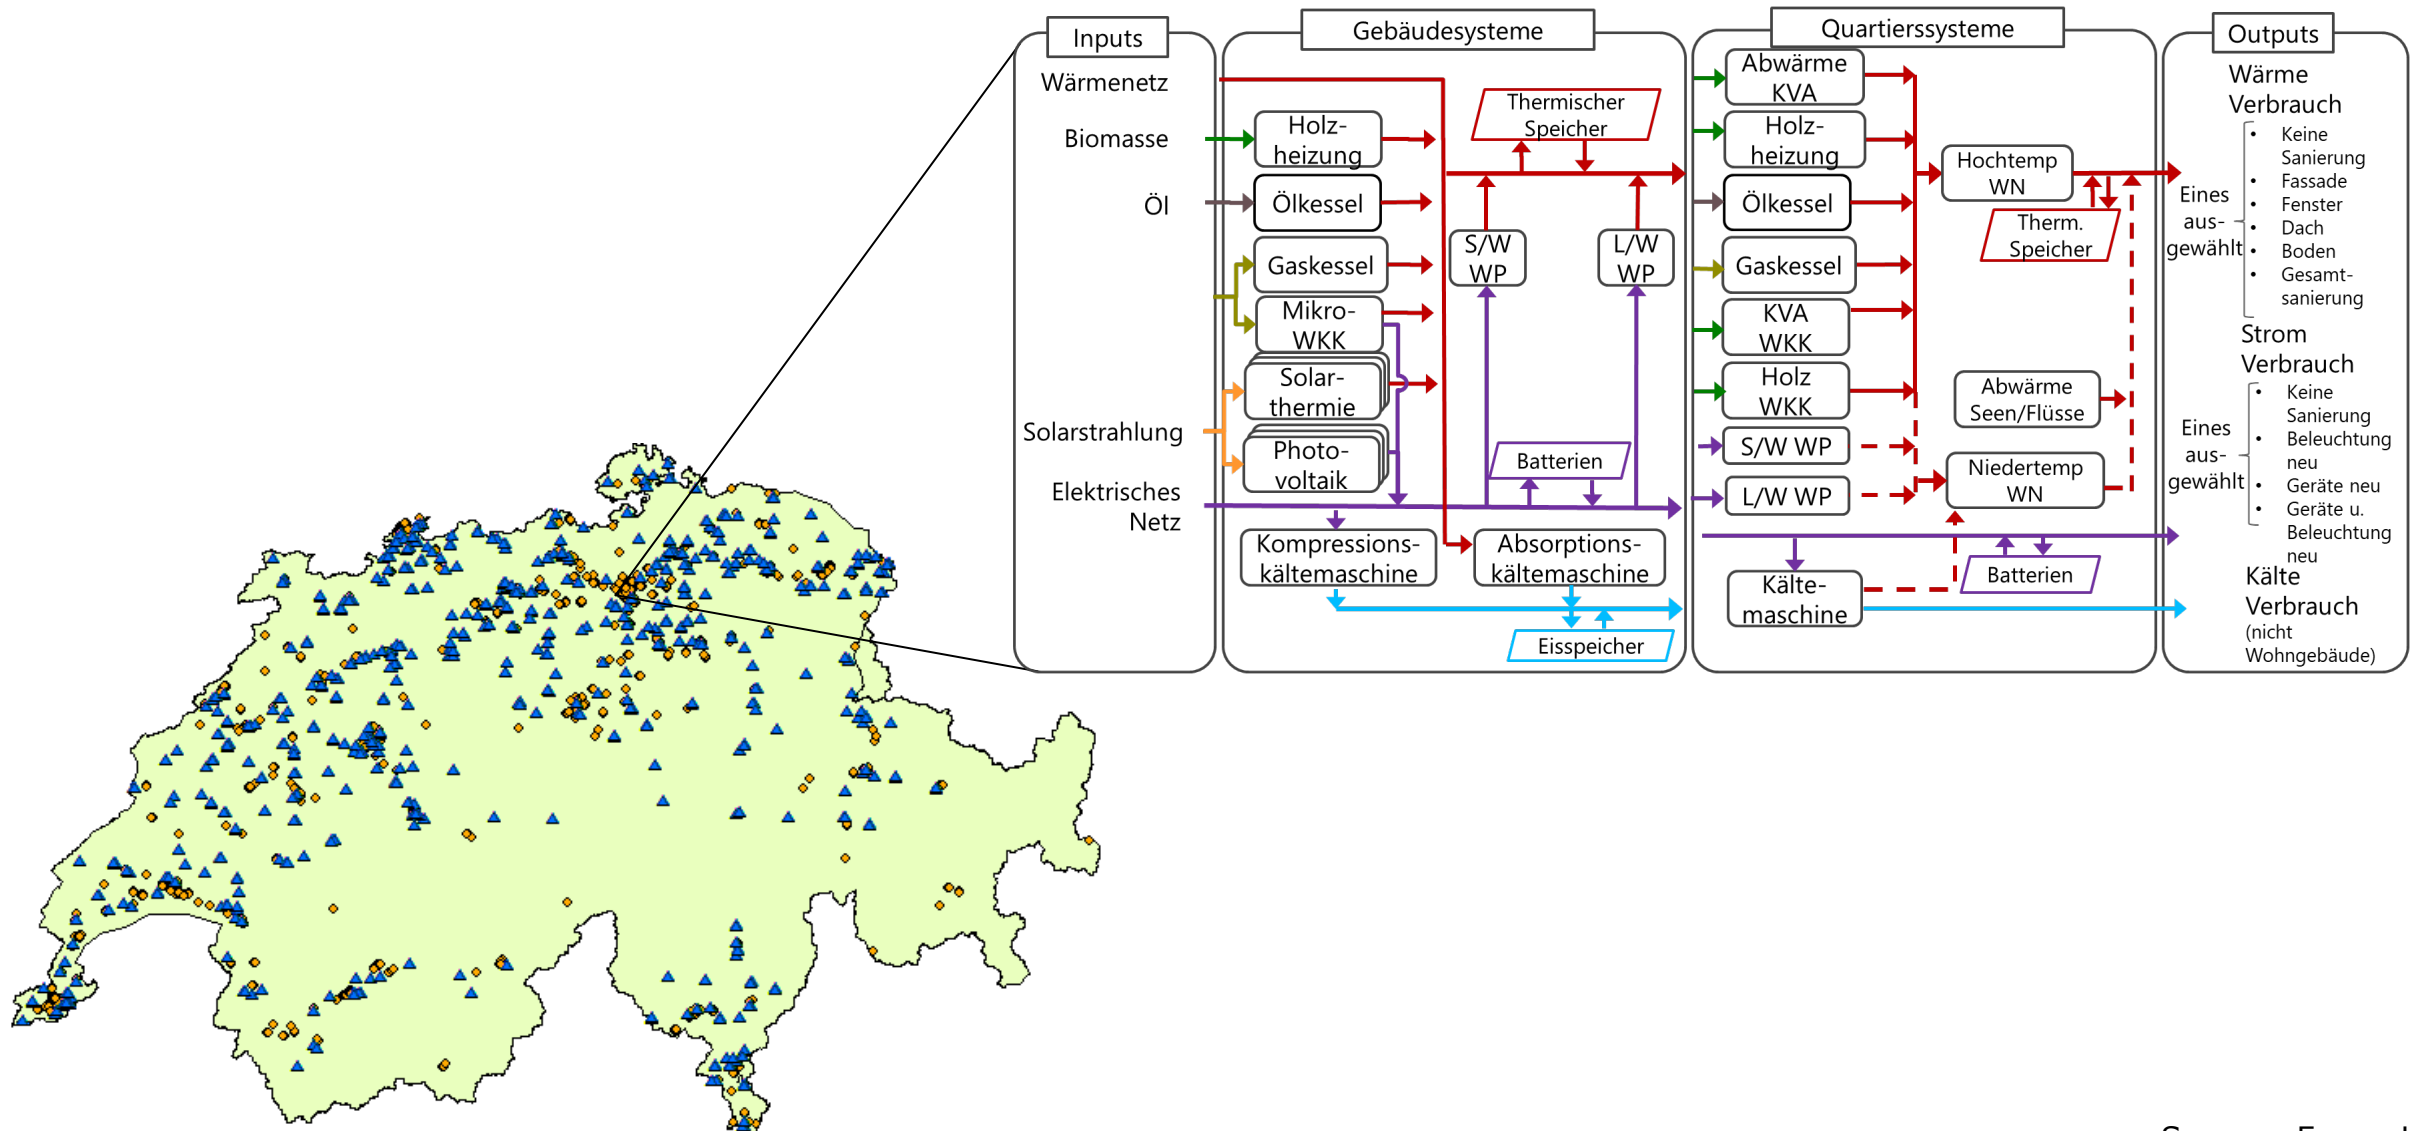 Inputs
Wärmenetz
Biomasse
Öl
Solarstrahlung
Elektrisches
Netz
Gebäudesysteme
Holz-
heizung
Ölkessel
Gaskessel
Mikro-
WKK
Solar-
thermie
Photo-
voltaik
Thermischer
Speicher
S/W
WP
L/W
WP
Batterien
Kompressions-
kältemaschine
Absorptions-
kältemaschine
Eisspeicher
Quartierssysteme
Abwärme
KVA
Holz-
heizung
Ölkessel
Gaskessel
KVA
WKK
Holz
WKK
S/W WP
L/W WP
Hochtemp
WN
Therm.
Speicher
Abwärme
Seen/Flüsse
Niedertemp
WN
Batterien
Kälte-
maschine
Outputs
Wärme
Verbrauch
Eines
aus-
gewählt
• Keine
Sanierung
• Fassade
• Fenster
• Dach
• Boden
• Gesamt-
sanierung
Strom
Verbrauch
Eines
aus-
gewählt
• Keine
Sanierung
• Beleuchtung
neu
• Geräte neu
• Geräte u.
Beleuchtung
neu
Kälte
Verbrauch
(nicht
Wohngebäude)